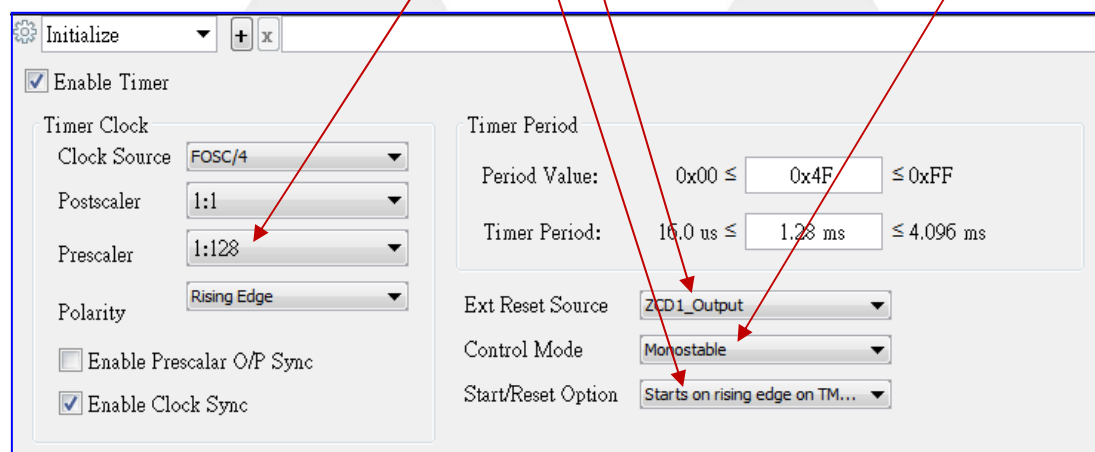 Initialize + x
Enable Timer
Timer Clock
Clock Source FOSC/4
Postscaler 1:1
Prescaler 1:128
Polarity Rising Edge
Enable Prescalar O/P Sync
Enable Clock Sync
Timer Period
Period Value: 0x00 ≤ 0x4F ≤ 0xFF
Timer Period: 16.0 us ≤ 1.28 ms ≤ 4.096 ms
Ext Reset Source ZCD1_Output
Control Mode Monostable
Start/Reset Option Starts on rising edge on TM...